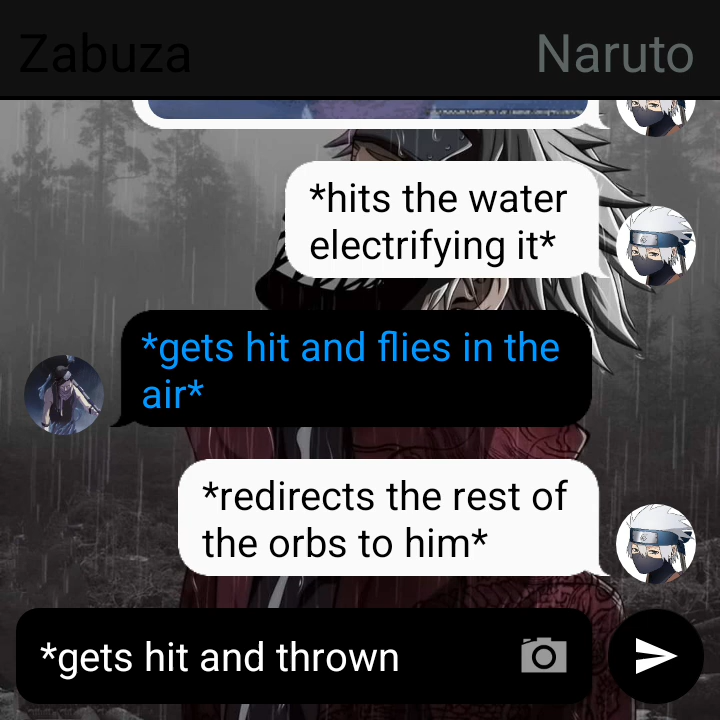 Zabuza
Naruto
*hits the water
electrifying it*
*gets hit and flies in the
air*
*redirects the rest of
the orbs to him*
*gets hit and thrown